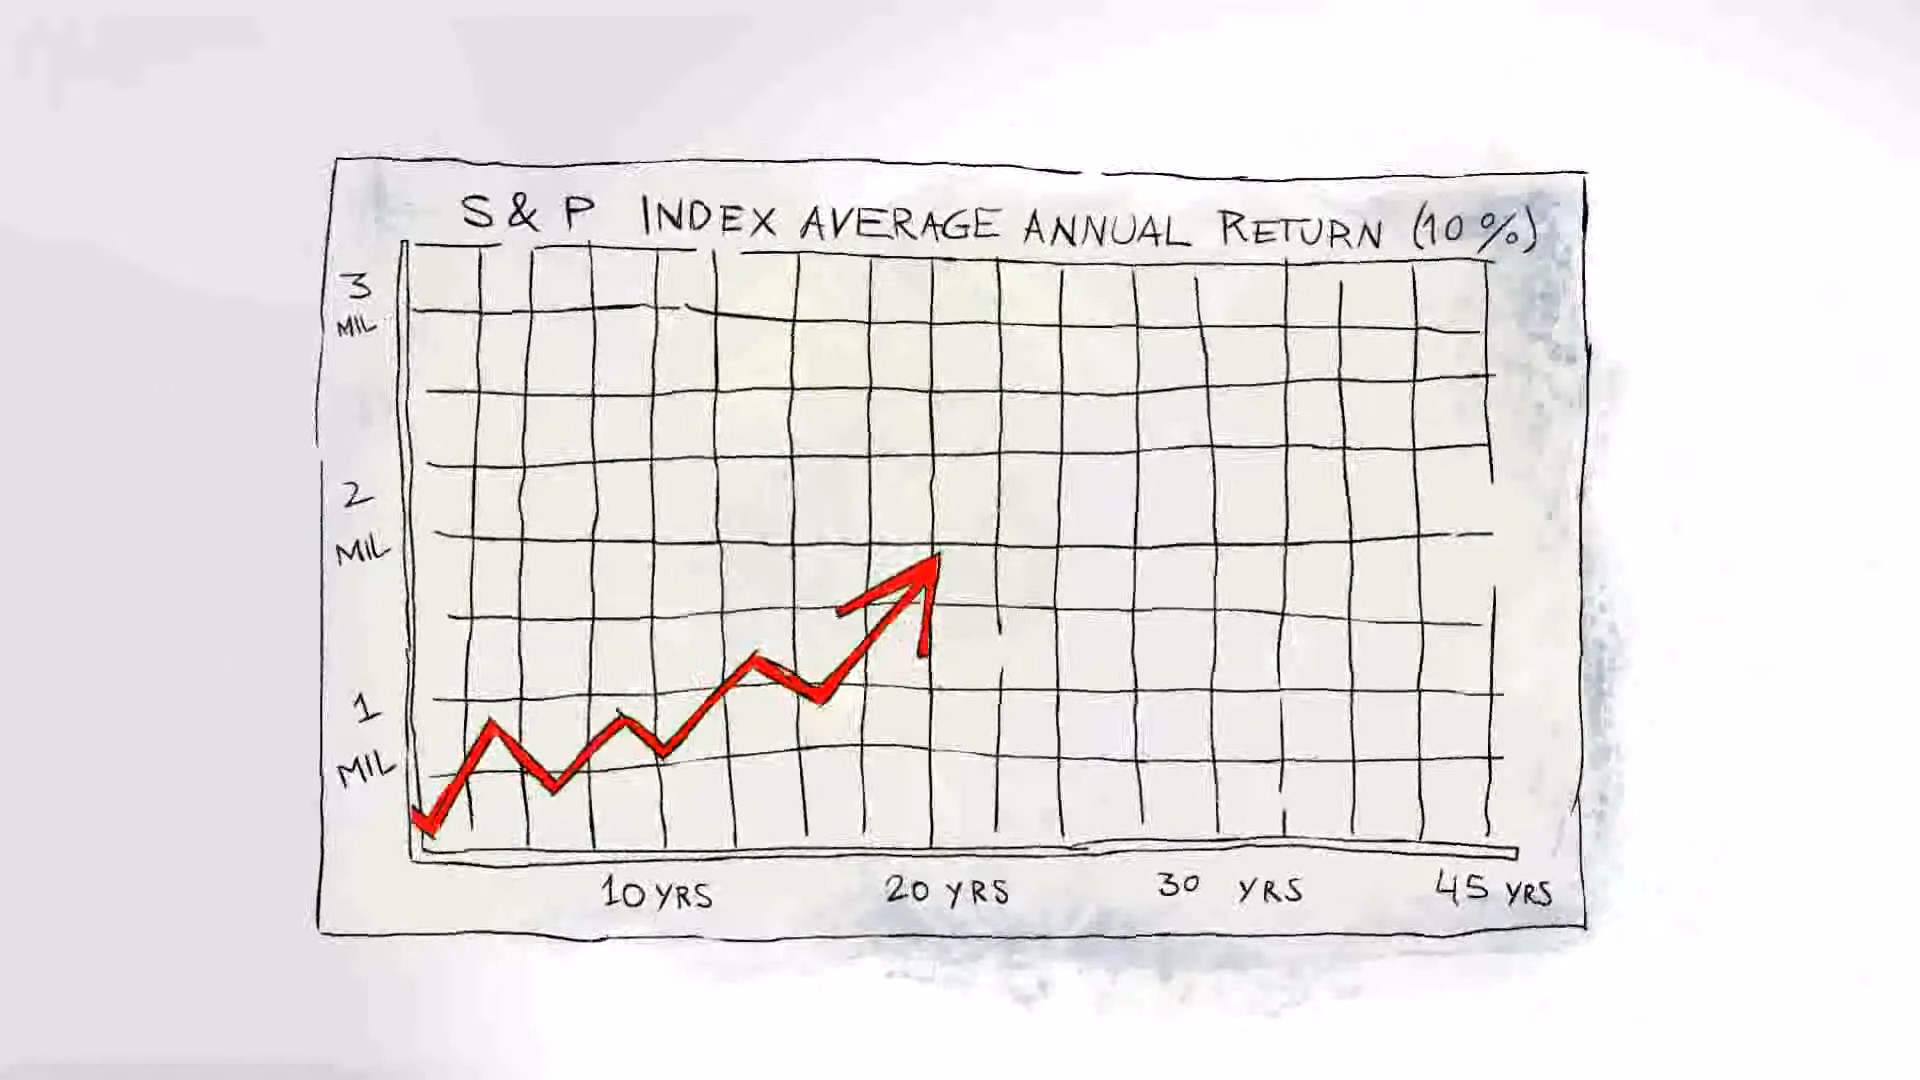 S & P INDEX AVERAGE ANNUAL RETURN (10%)
3
MIL
2
MIL
1
MIL
10 YRS 20 YRS 30 YRS 45 YRS